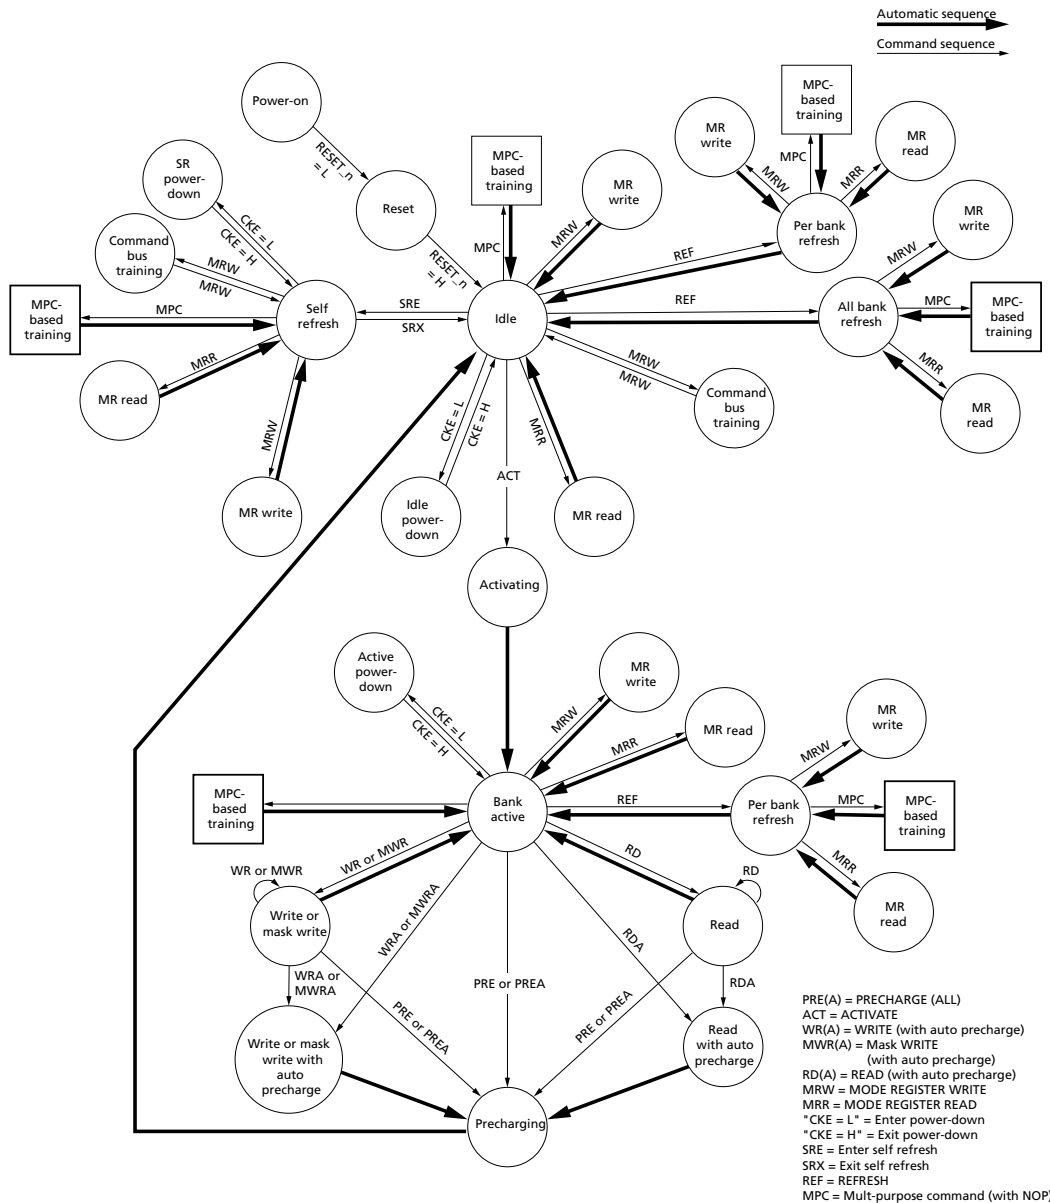 Automatic sequence
Command sequence
Power-on
RESET_n
= L
Reset
RESET_n
= H
SR
power-
down
CKE = L
CKE = H
Command
bus
training
MRW
MRW
MPC-
based
training
MPC
Self
refresh
MRR
MR read
MRW
MR write
SRE
SRX
MPC-
based
training
MPC
MR
write
MRW
Idle
REF
REF
MRW
MRW
Command
bus
training
CKE = L
CKE = H
Idle
power-
down
ACT
MRR
MR read
MR
write
MRW
MPC-
based
training
MPC
MR
read
MRR
Per bank
refresh
MR
write
MRW
All bank
refresh
MPC
MPC-
based
training
MRR
MR
read
Activating
Active
power-
down
CKE = L
CKE = H
MR
write
MRW
MRR
MR read
MPC-
based
training
Bank
active
REF
Per bank
refresh
MRW
MR
write
MPC
MPC-
based
training
MRR
MR
read
WR or MWR
WR or MWR
Write or
mask write
WRA or MWRA
WRA or
MWRA
PRE or PREA
PRE or PREA
RD
RD
Read
RDA
RDA
PRE or PREA
Write or mask
write with
auto
precharge
Read
with auto
precharge
Precharging
PRE(A) = PRECHARGE (ALL)
ACT = ACTIVATE
WR(A) = WRITE (with auto precharge)
MWR(A) = Mask WRITE
(with auto precharge)
RD(A) = READ (with auto precharge)
MRW = MODE REGISTER WRITE
MRR = MODE REGISTER READ
"CKE = L" = Enter power-down
"CKE = H" = Exit power-down
SRE = Enter self refresh
SRX = Exit self refresh
REF = REFRESH
MPC = Mult-purpose command (with NOP)